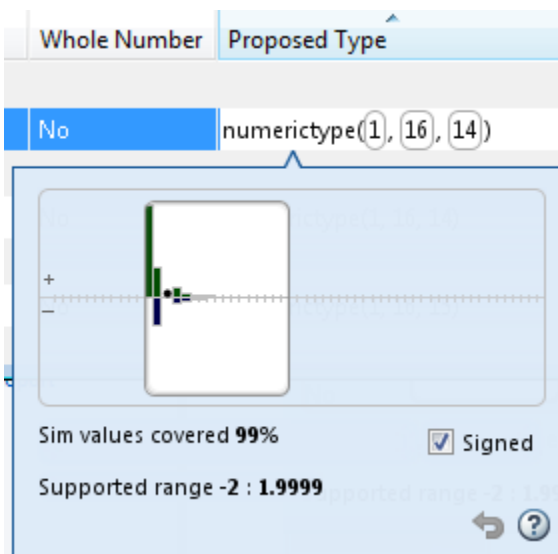 Whole Number Proposed Type
No numerictype(1, 16, 14)
+
−
Sim values covered 99%
Signed
Supported range -2 : 1.9999
?